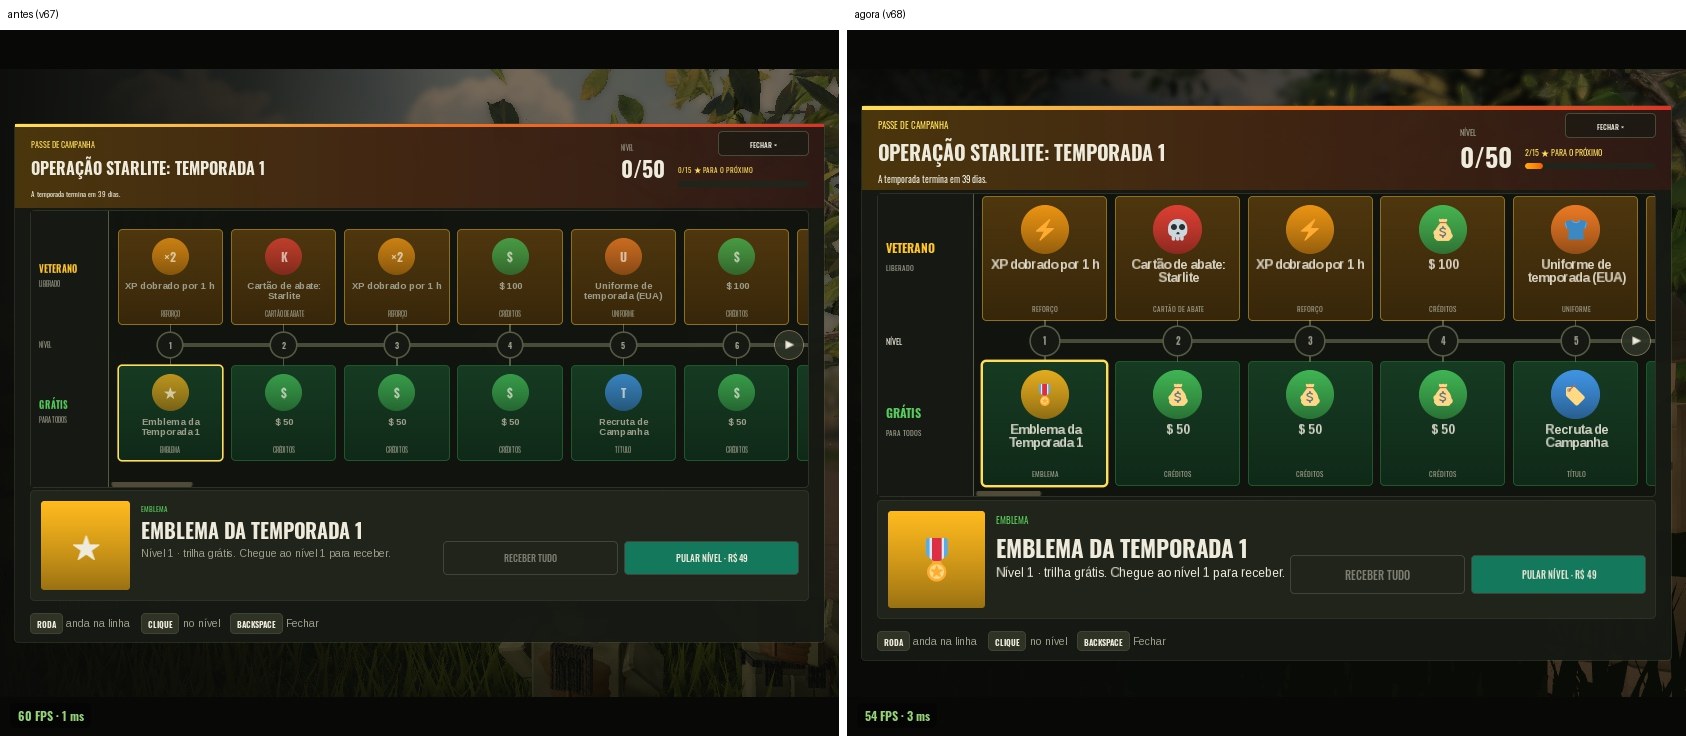 antes (v67)
PASSE DE CAMPANHA
OPERAÇÃO STARLITE: TEMPORADA 1
A temporada termina em 39 dias.
NÍVEL
0/50
0/15 ★ PARA O PRÓXIMO
FECHAR ×
VETERANO
LIBERADO
×2
XP dobrado por 1 h
REFORÇO
K
Cartão de abate:
Starlite
CARTÃO DE ABATE
×2
XP dobrado por 1 h
REFORÇO
$
$ 100
CRÉDITOS
U
Uniforme de
temporada (EUA)
UNIFORME
$
$ 100
CRÉDITOS
NÍVEL
1 2 3 4 5 6
GRÁTIS
PARA TODOS
★
Emblema da
Temporada 1
EMBLEMA
$
$ 50
CRÉDITOS
$
$ 50
CRÉDITOS
$
$ 50
CRÉDITOS
T
Recruta de
Campanha
TÍTULO
$
$ 50
CRÉDITOS
EMBLEMA
EMBLEMA DA TEMPORADA 1
Nível 1 · trilha grátis. Chegue ao nível 1 para receber.
RECEBER TUDO
PULAR NÍVEL · R$ 49
RODA anda na linha CLIQUE no nível BACKSPACE Fechar
60 FPS · 1 ms
agora (v68)
PASSE DE CAMPANHA
OPERAÇÃO STARLITE: TEMPORADA 1
A temporada termina em 39 dias.
NÍVEL
0/50
2/15 ★ PARA O PRÓXIMO
FECHAR ×
VETERANO
LIBERADO
XP dobrado por 1 h
REFORÇO
Cartão de abate:
Starlite
CARTÃO DE ABATE
XP dobrado por 1 h
REFORÇO
$
$ 100
CRÉDITOS
Uniforme de
temporada (EUA)
UNIFORME
NÍVEL
1 2 3 4 5
GRÁTIS
PARA TODOS
Emblema da
Temporada 1
EMBLEMA
$
$ 50
CRÉDITOS
$
$ 50
CRÉDITOS
$
$ 50
CRÉDITOS
Recruta de
Campanha
TÍTULO
EMBLEMA
EMBLEMA DA TEMPORADA 1
Nível 1 · trilha grátis. Chegue ao nível 1 para receber.
RECEBER TUDO
PULAR NÍVEL · R$ 49
RODA anda na linha CLIQUE no nível BACKSPACE Fechar
54 FPS · 3 ms